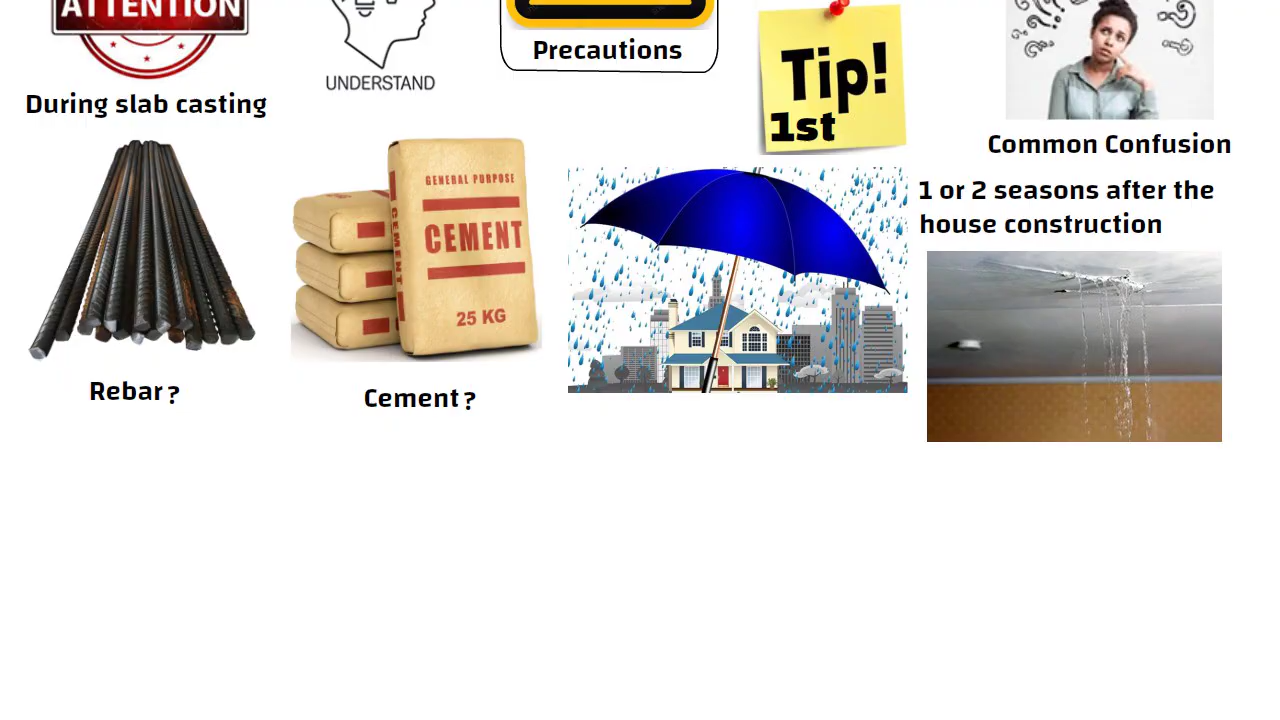 ATTENTION
During slab casting
UNDERSTAND
Precautions
Tip!
1st
Common Confusion
1 or 2 seasons after the
house construction
GENERAL PURPOSE
CEMENT
CEMENT
25 KG
Rebar?
Cement?